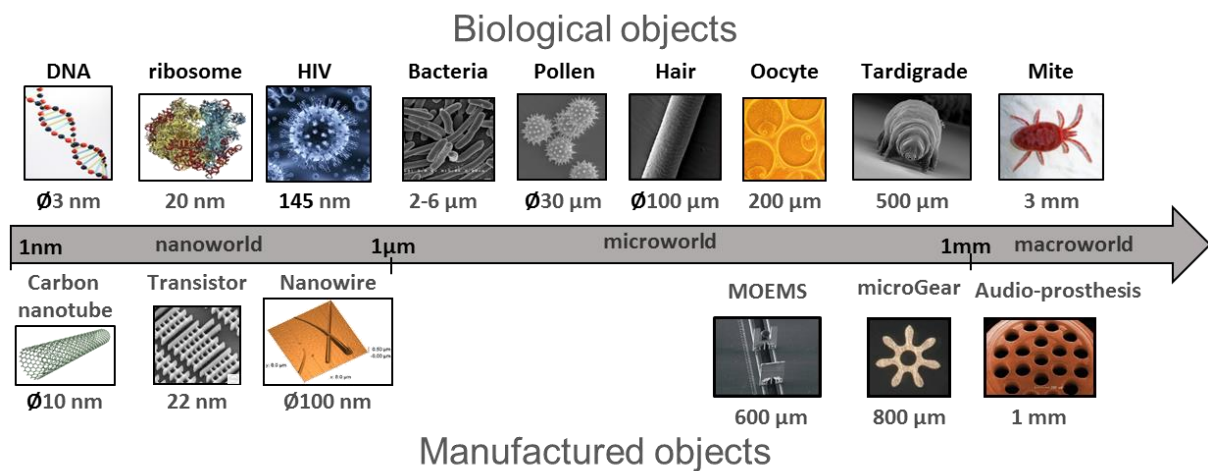 Biological objects
DNA ribosome HIV Bacteria Pollen Hair Oocyte Tardigrade Mite
Ø3 nm 20 nm 145 nm 2-6 µm Ø30 µm Ø100 µm 200 µm 500 µm 3 mm
1nm nanoworld 1µm microworld 1mm macroworld
Carbon nanotube Transistor Nanowire MOEMS microGear Audio-prosthesis
Ø10 nm 22 nm Ø100 nm 600 µm 800 µm 1 mm
Manufactured objects